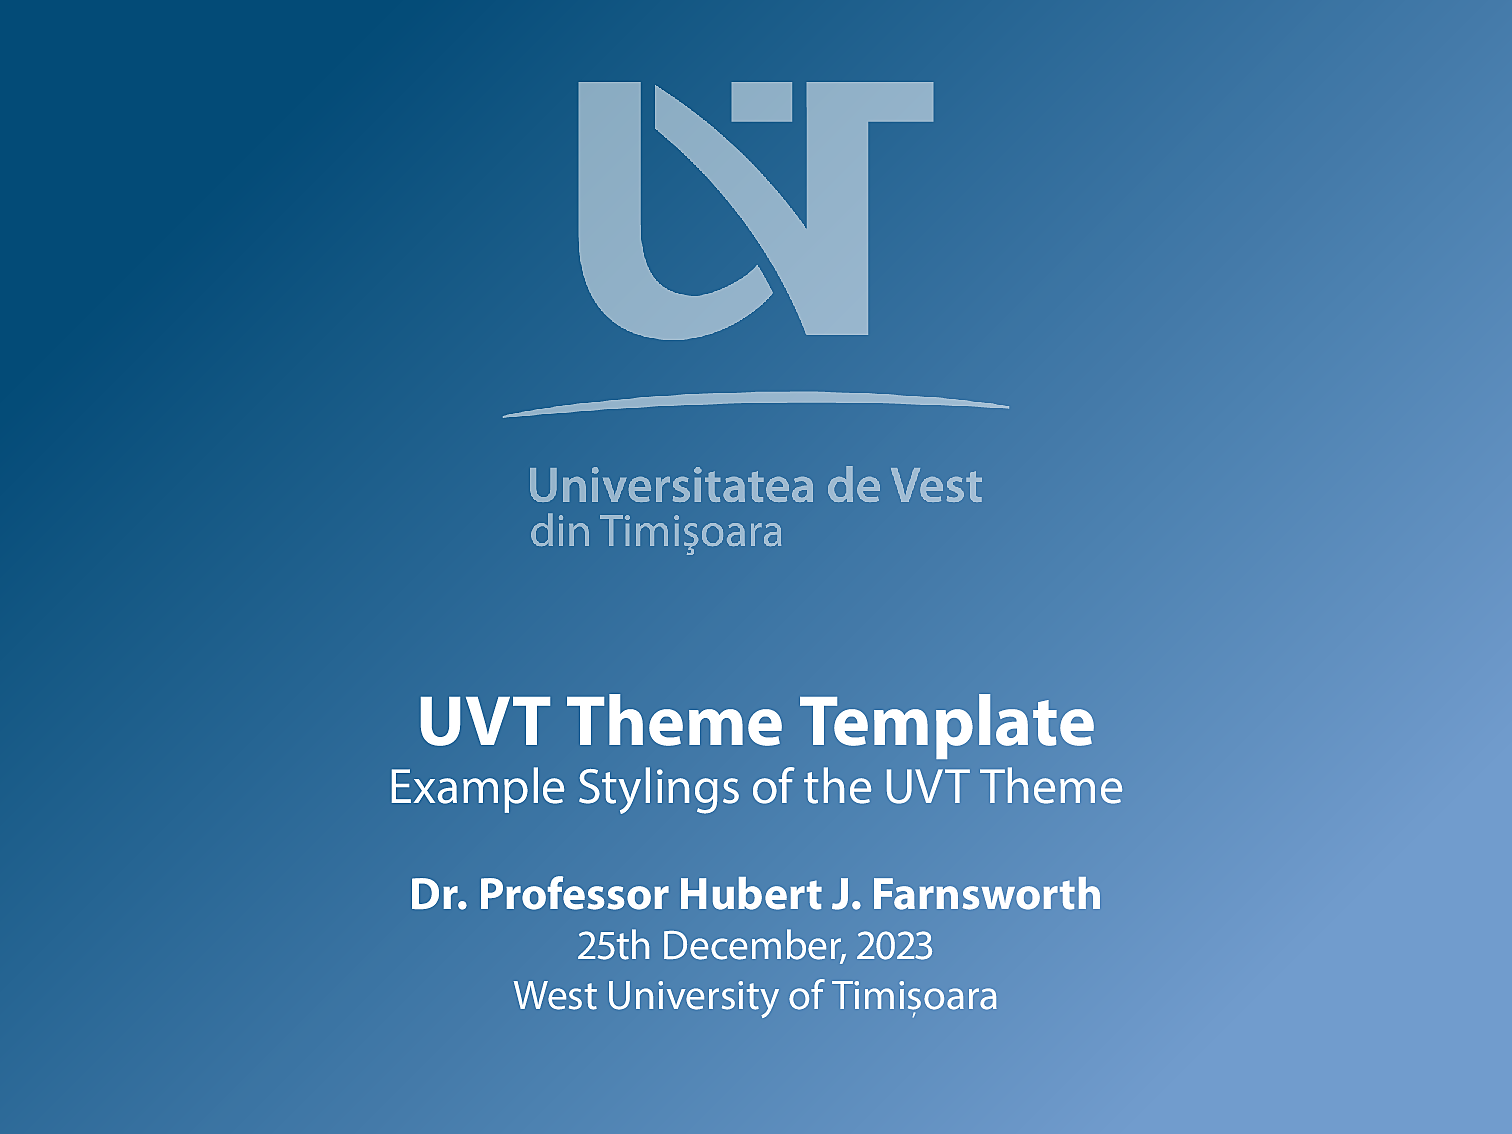 UVT
Universitatea de Vest
din Timişoara
UVT Theme Template
Example Stylings of the UVT Theme
Dr. Professor Hubert J. Farnsworth
25th December, 2023
West University of Timișoara